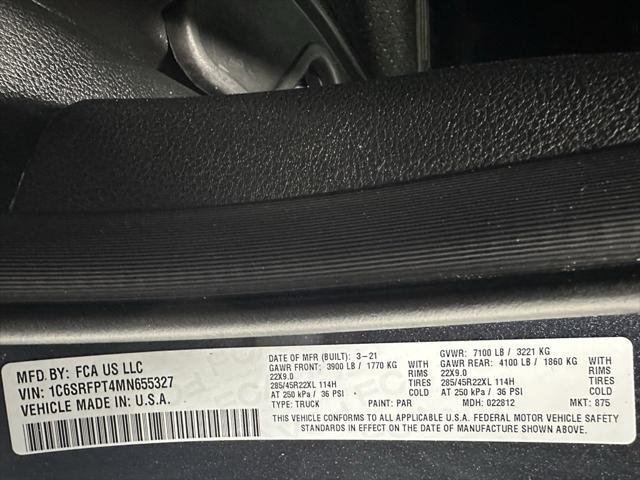 MFD. BY: FCA US LLC
VIN: 1C6SRFPT4MN655327
VEHICLE MADE IN: U.S.A.
DATE OF MFR (BUILT): 3-21
GAWR FRONT: 3900 LB / 1770 KG WITH
22X9.0 RIMS
285/45R22XL 114H TIRES
AT 250 kPa / 36 PSI COLD
TYPE: TRUCK
GVWR: 7100 LB / 3221 KG
GAWR REAR: 4100 LB / 1860 KG WITH
22X9.0 RIMS
285/45R22XL 114H TIRES
AT 250 kPa / 36 PSI COLD
PAINT: PAR MDH: 022812 MKT: 875
THIS VEHICLE CONFORMS TO ALL APPLICABLE U.S.A. FEDERAL MOTOR VEHICLE SAFETY
STANDARDS IN EFFECT ON THE DATE OF MANUFACTURE SHOWN ABOVE.